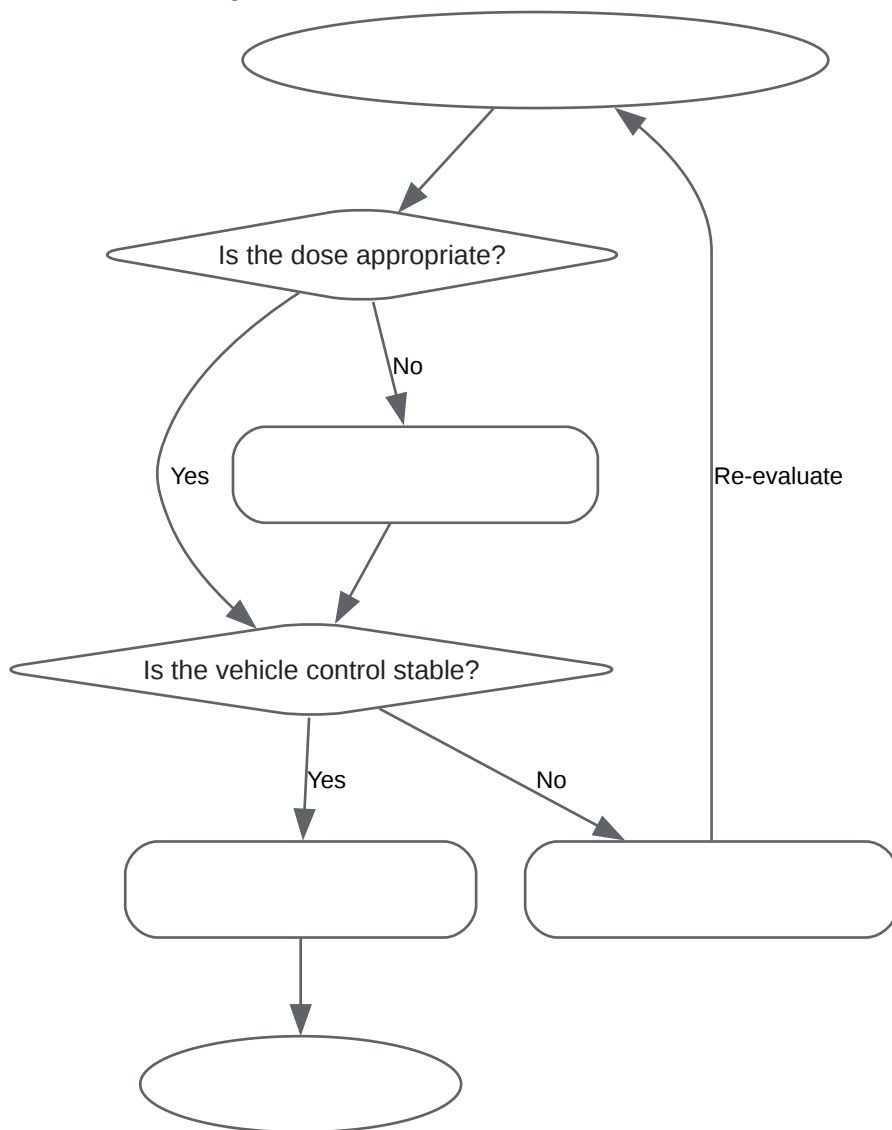 Is the dose appropriate?
No
Yes
Re-evaluate
Is the vehicle control stable?
Yes
No